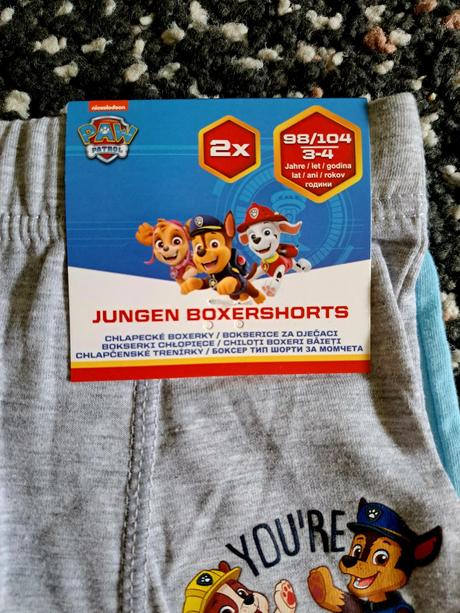 nickelodeon
PAW
PATROL
2x
98/104
3-4
Jahre / let / godina
lat / ani / rokov
години
JUNGEN BOXERSHORTS
CHLAPECKÉ BOXERKY / BOKSERICE ZA DJEČACI
BOKSERKI CHŁOPIĘCE / CHILOȚI BOXERI BĂIEȚI
CHLAPČENSKÉ TRENÍRKY / БОКСЕР ТИП ШОРТИ ЗА МОМЧЕТА
YOU'RE